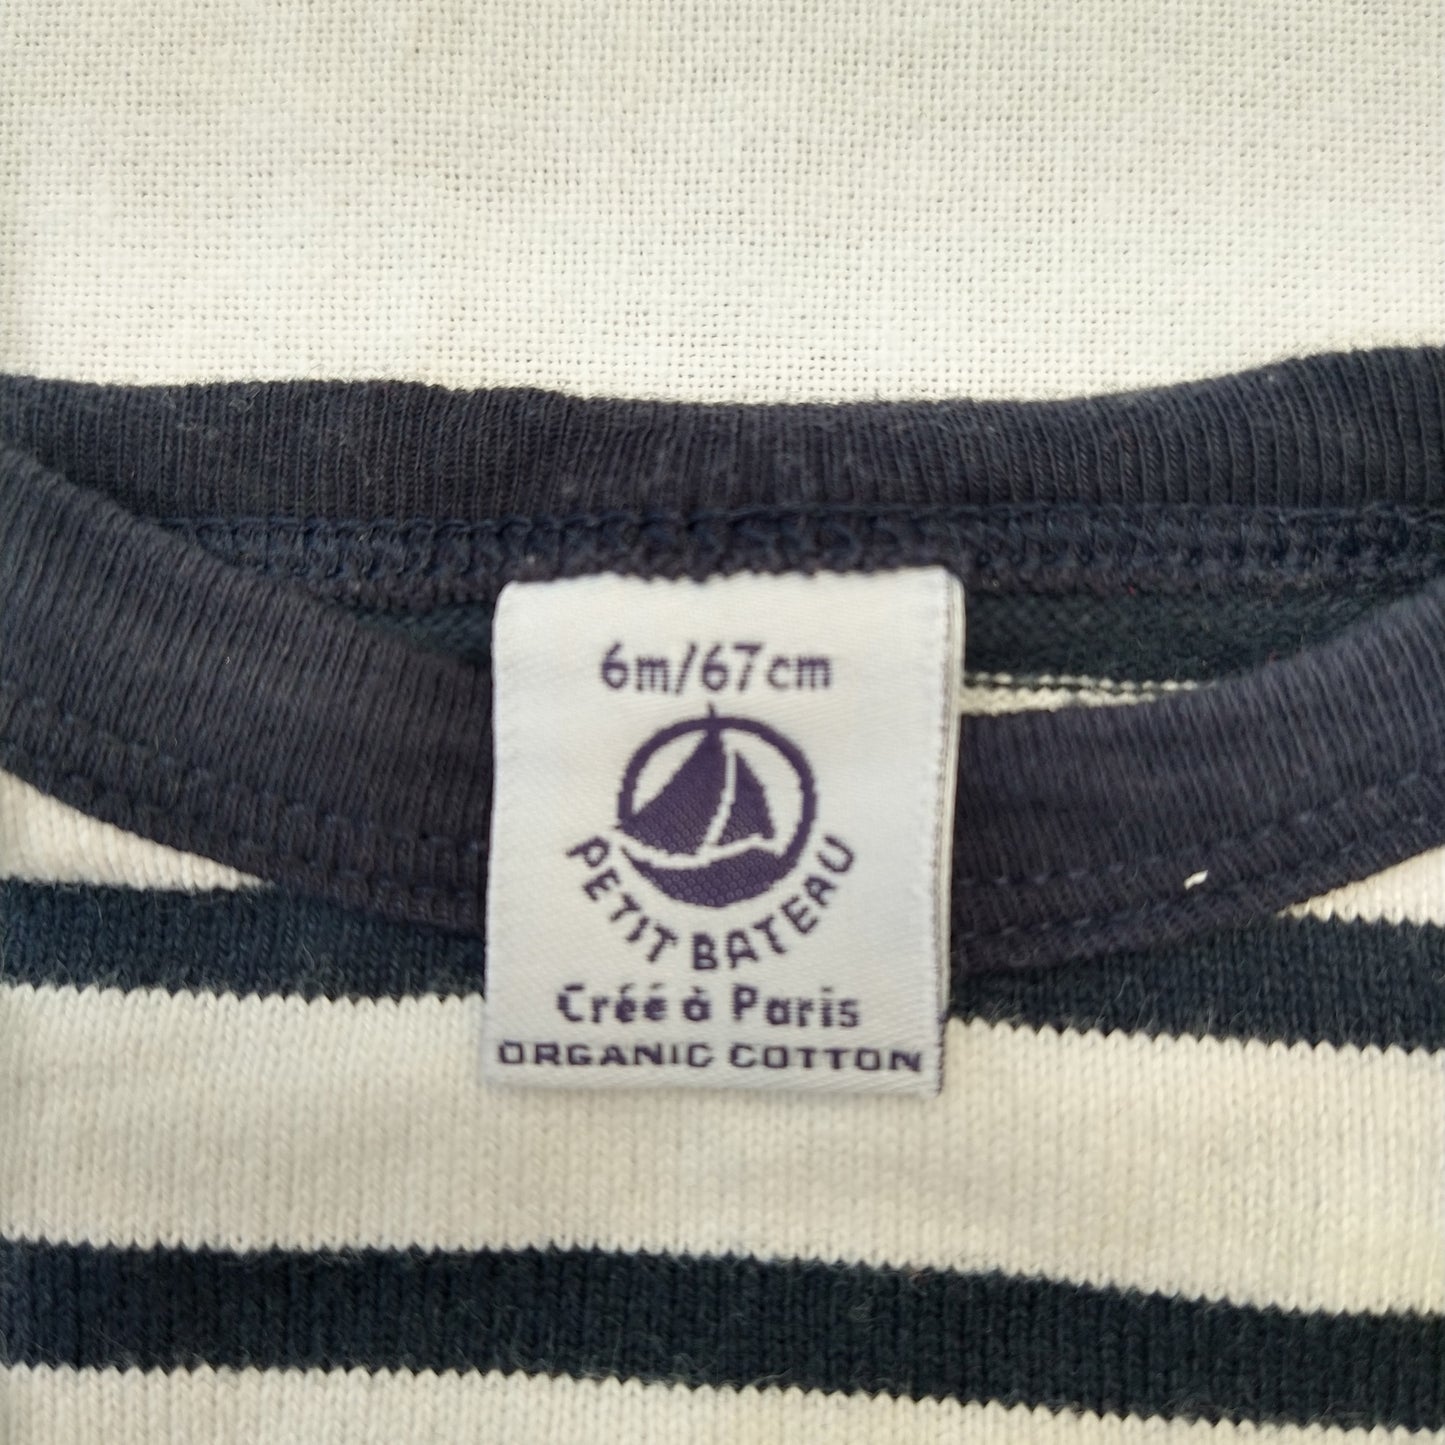 6m/67cm
PETIT BATEAU
Créé à Paris
ORGANIC COTTON